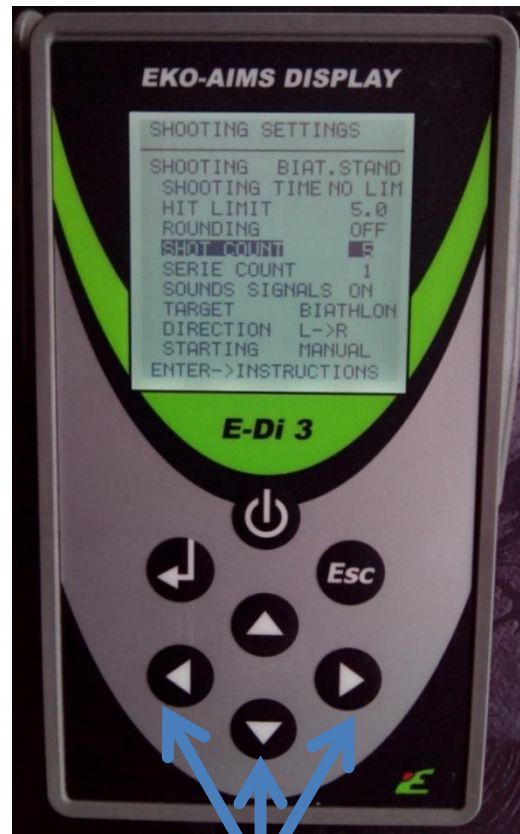 EKO-AIMS DISPLAY
SHOOTING SETTINGS
SHOOTING BIAT.STAND
SHOOTING TIME NO LIM
HIT LIMIT 5.0
ROUNDING OFF
SHOT COUNT 5
SERIE COUNT 1
SOUNDS SIGNALS ON
TARGET BIATHLON
DIRECTION L->R
STARTING MANUAL
ENTER->INSTRUCTIONS
E-Di 3
Esc
E